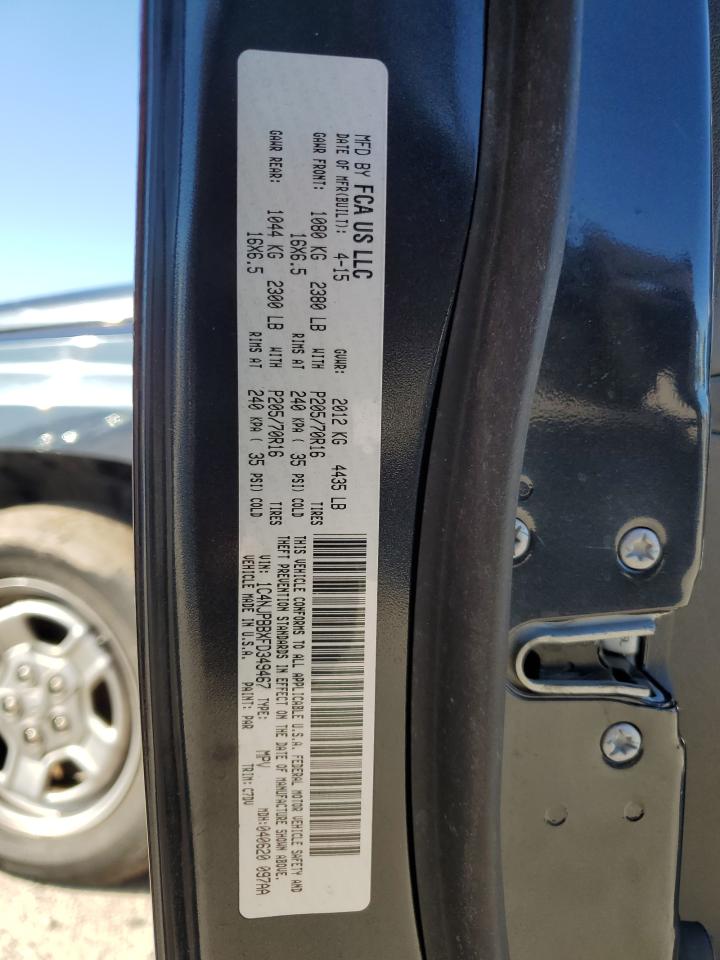 MFD BY FCA US LLC
DATE OF MFR(BUILT): 4-15 GVWR: 2012 KG 4435 LB
GAWR FRONT: 1080 KG 2380 LB WITH P205/70R16 TIRES
16X6.5 RIMS AT 240 KPA ( 35 PSI) COLD
GAWR REAR: 1044 KG 2300 LB WITH P205/70R16 TIRES
16X6.5 RIMS AT 240 KPA ( 35 PSI) COLD
THIS VEHICLE CONFORMS TO ALL APPLICABLE U.S.A. FEDERAL MOTOR VEHICLE SAFETY AND
THEFT PREVENTION STANDARDS IN EFFECT ON THE DATE OF MANUFACTURE SHOWN ABOVE.
VIN: 1C4NJPBBXFD349467 TYPE: MPV MDH:040620 097AA
VEHICLE MADE IN U.S.A. PAINT: PAR TRIM: C7DV